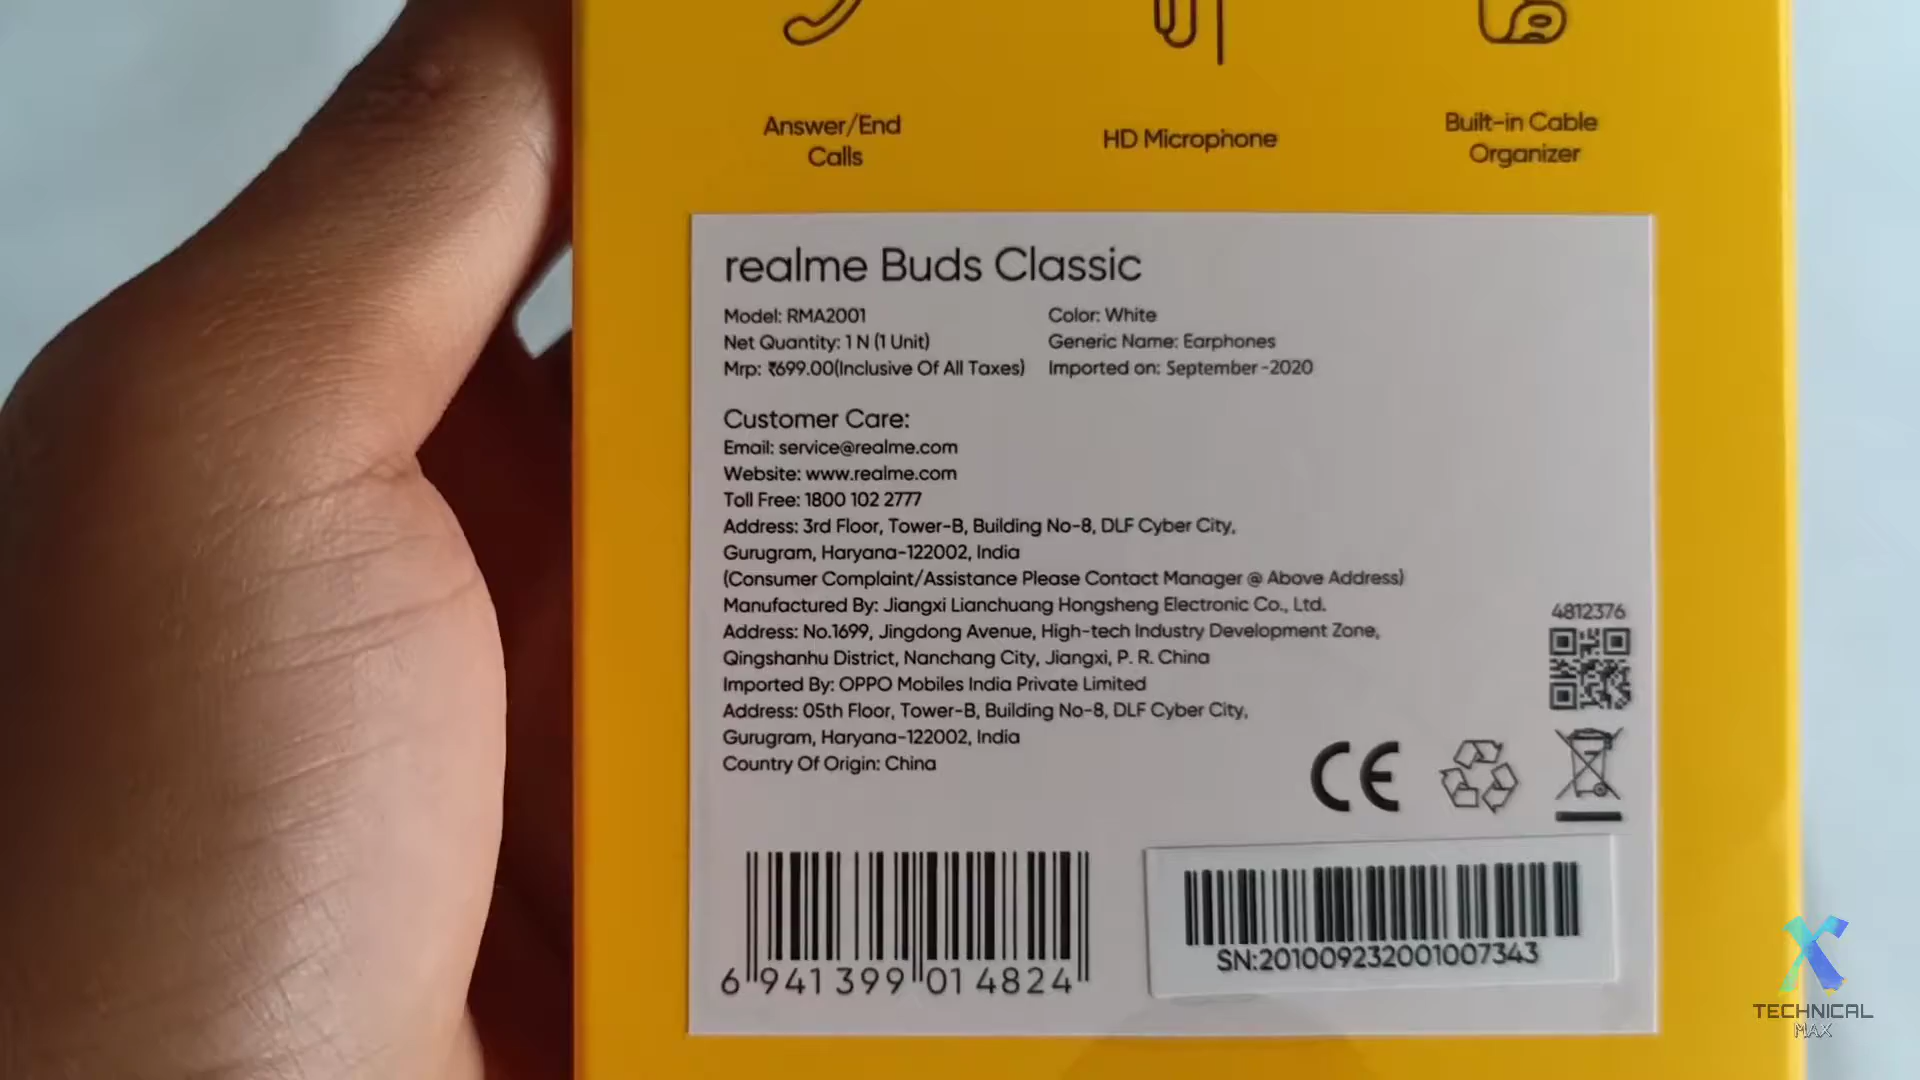 Answer/End
Calls
HD Microphone
Built-in Cable
Organizer
realme Buds Classic
Model: RMA2001
Color: White
Net Quantity: 1 N (1 Unit)
Generic Name: Earphones
Mrp: ₹699.00(Inclusive Of All Taxes)
Imported on: September-2020
Customer Care:
Email: service@realme.com
Website: www.realme.com
Toll Free: 1800 102 2777
Address: 3rd Floor, Tower-B, Building No-8, DLF Cyber City,
Gurugram, Haryana-122002, India
(Consumer Complaint/Assistance Please Contact Manager @ Above Address)
Manufactured By: Jiangxi Lianchuang Hongsheng Electronic Co., Ltd.
Address: No.1699, Jingdong Avenue, High-tech Industry Development Zone,
Qingshanhu District, Nanchang City, Jiangxi, P. R. China
Imported By: OPPO Mobiles India Private Limited
Address: 05th Floor, Tower-B, Building No-8, DLF Cyber City,
Gurugram, Haryana-122002, India
Country Of Origin: China
4812376
CE
6 941399 014824
SN:201009232001007343
TECHNICAL
MAX